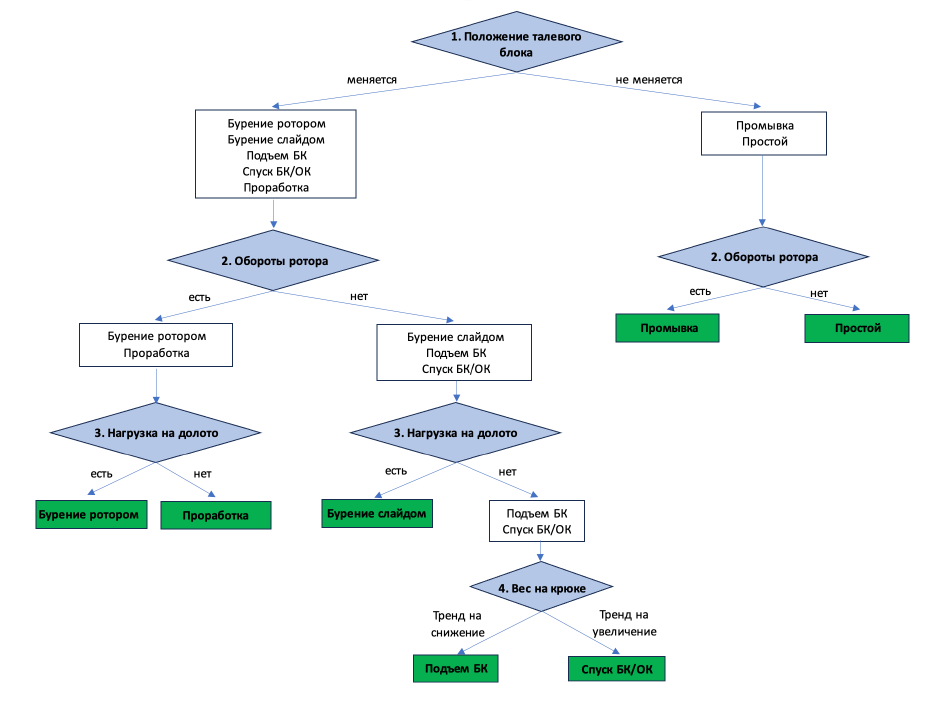 1. Положение талевого
блока
меняется
не меняется
Бурение ротором
Бурение слайдом
Подъем БК
Спуск БК/ОК
Проработка
Промывка
Простой
2. Обороты ротора
2. Обороты ротора
есть
нет
есть
нет
Бурение ротором
Проработка
Бурение слайдом
Подъем БК
Спуск БК/ОК
Промывка
Простой
3. Нагрузка на долото
3. Нагрузка на долото
есть
нет
есть
нет
Бурение ротором
Проработка
Бурение слайдом
Подъем БК
Спуск БК/ОК
4. Вес на крюке
Тренд на
снижение
Тренд на
увеличение
Подъем БК
Спуск БК/ОК